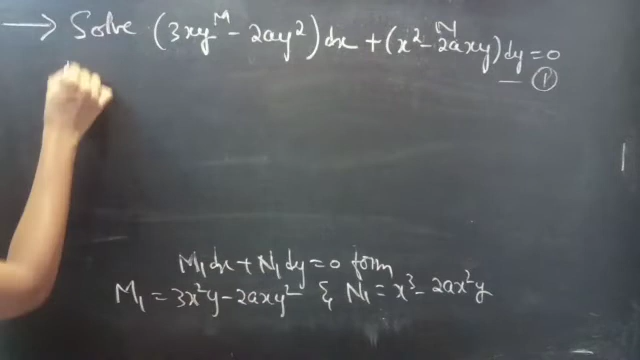 → Solve (3xy - 2ay²)dx + (x² - 2axy)dy = 0
M N
— ①
M₁dx + N₁dy = 0 form
M₁ = 3x²y - 2axy² & N₁ = x³ - 2ax²y